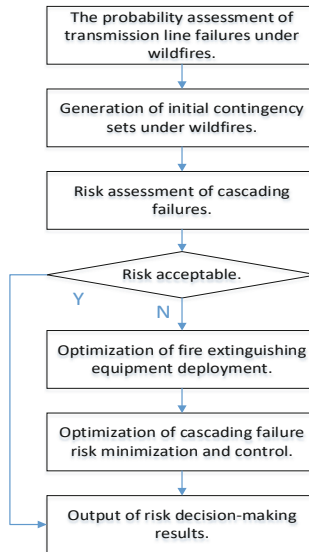 The probability assessment of
transmission line failures under
wildfires.
Generation of initial contingency
sets under wildfires.
Risk assessment of cascading
failures.
Risk acceptable.
Y
N
Optimization of fire extinguishing
equipment deployment.
Optimization of cascading failure
risk minimization and control.
Output of risk decision-making
results.